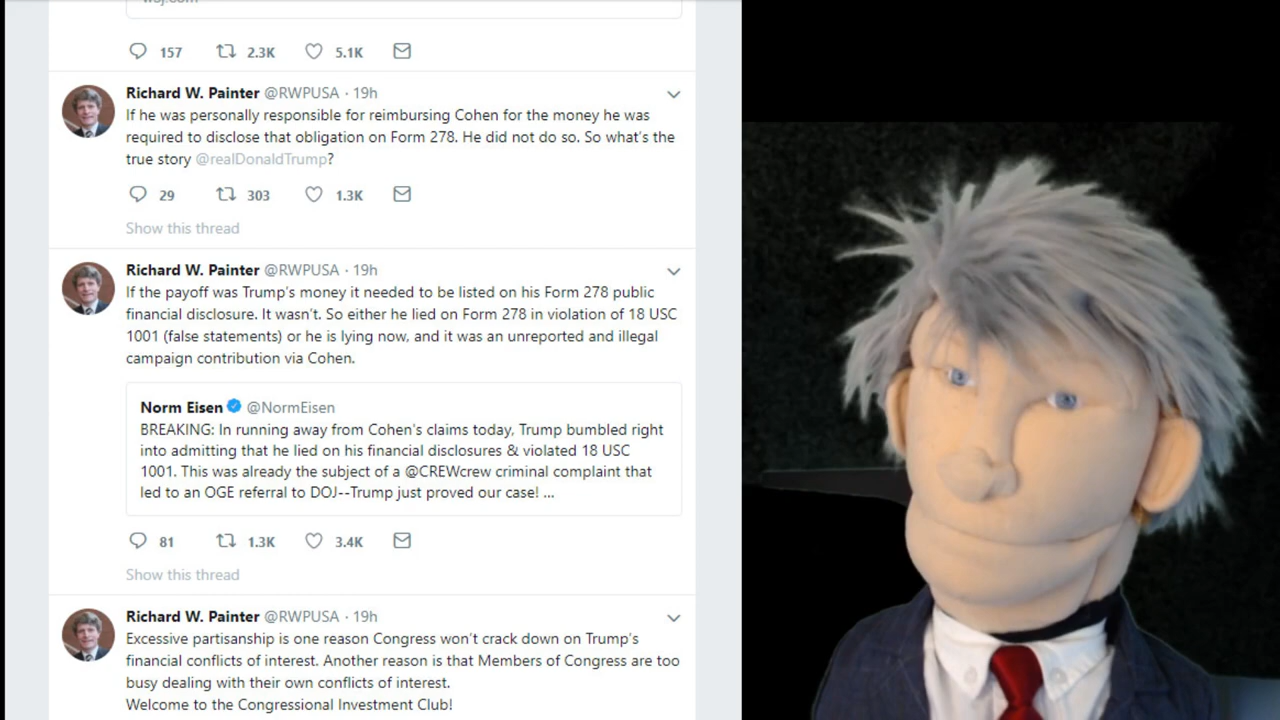 157 2.3K 5.1K
Richard W. Painter @RWPUSA · 19h
If he was personally responsible for reimbursing Cohen for the money he was
required to disclose that obligation on Form 278. He did not do so. So what's the
true story @realDonaldTrump?
29 303 1.3K
Show this thread
Richard W. Painter @RWPUSA · 19h
If the payoff was Trump's money it needed to be listed on his Form 278 public
financial disclosure. It wasn't. So either he lied on Form 278 in violation of 18 USC
1001 (false statements) or he is lying now, and it was an unreported and illegal
campaign contribution via Cohen.
Norm Eisen @NormEisen
BREAKING: In running away from Cohen's claims today, Trump bumbled right
into admitting that he lied on his financial disclosures & violated 18 USC
1001. This was already the subject of a @CREWcrew criminal complaint that
led to an OGE referral to DOJ--Trump just proved our case! ...
81 1.3K 3.4K
Show this thread
Richard W. Painter @RWPUSA · 19h
Excessive partisanship is one reason Congress won't crack down on Trump's
financial conflicts of interest. Another reason is that Members of Congress are too
busy dealing with their own conflicts of interest.
Welcome to the Congressional Investment Club!